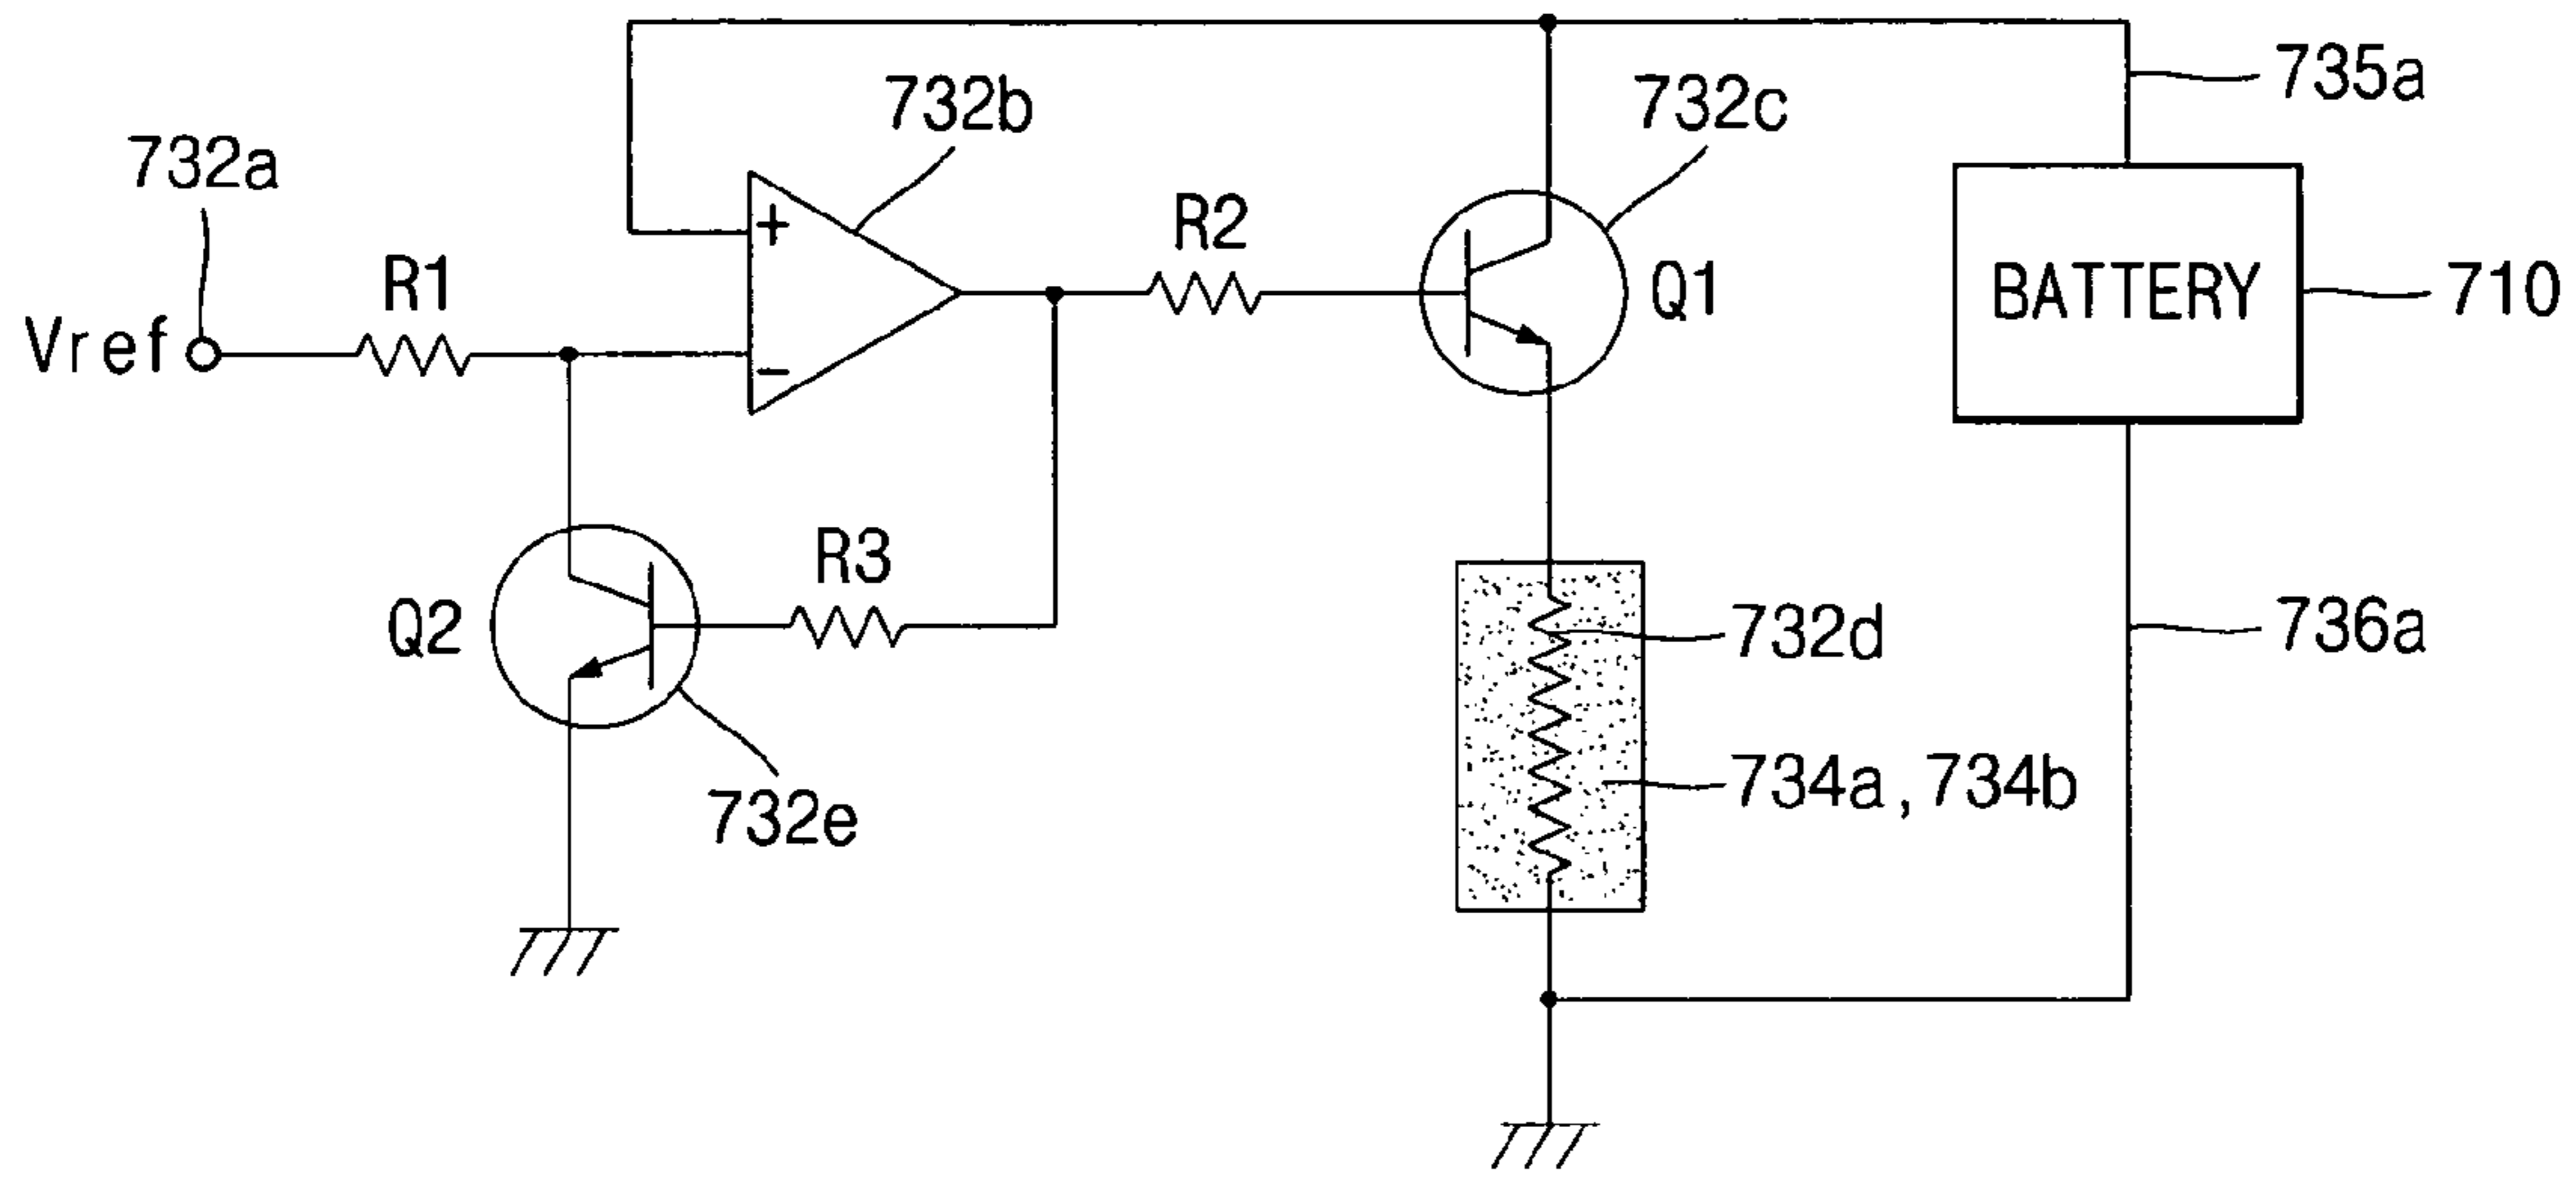 735a
732b
732c
732a
R2
+
R1
Q1
BATTERY
710
Vref
−
R3
Q2
732d
736a
734a, 734b
732e